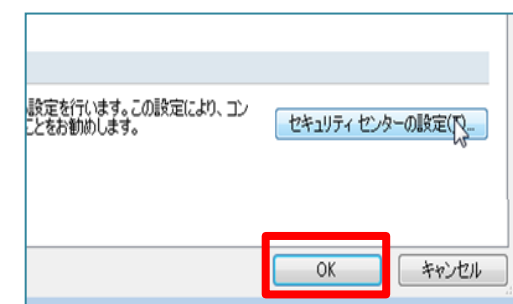 設定を行います。この設定により、コン
ことをお勧めします。
セキュリティ センターの設定(T)...
OK
キャンセル